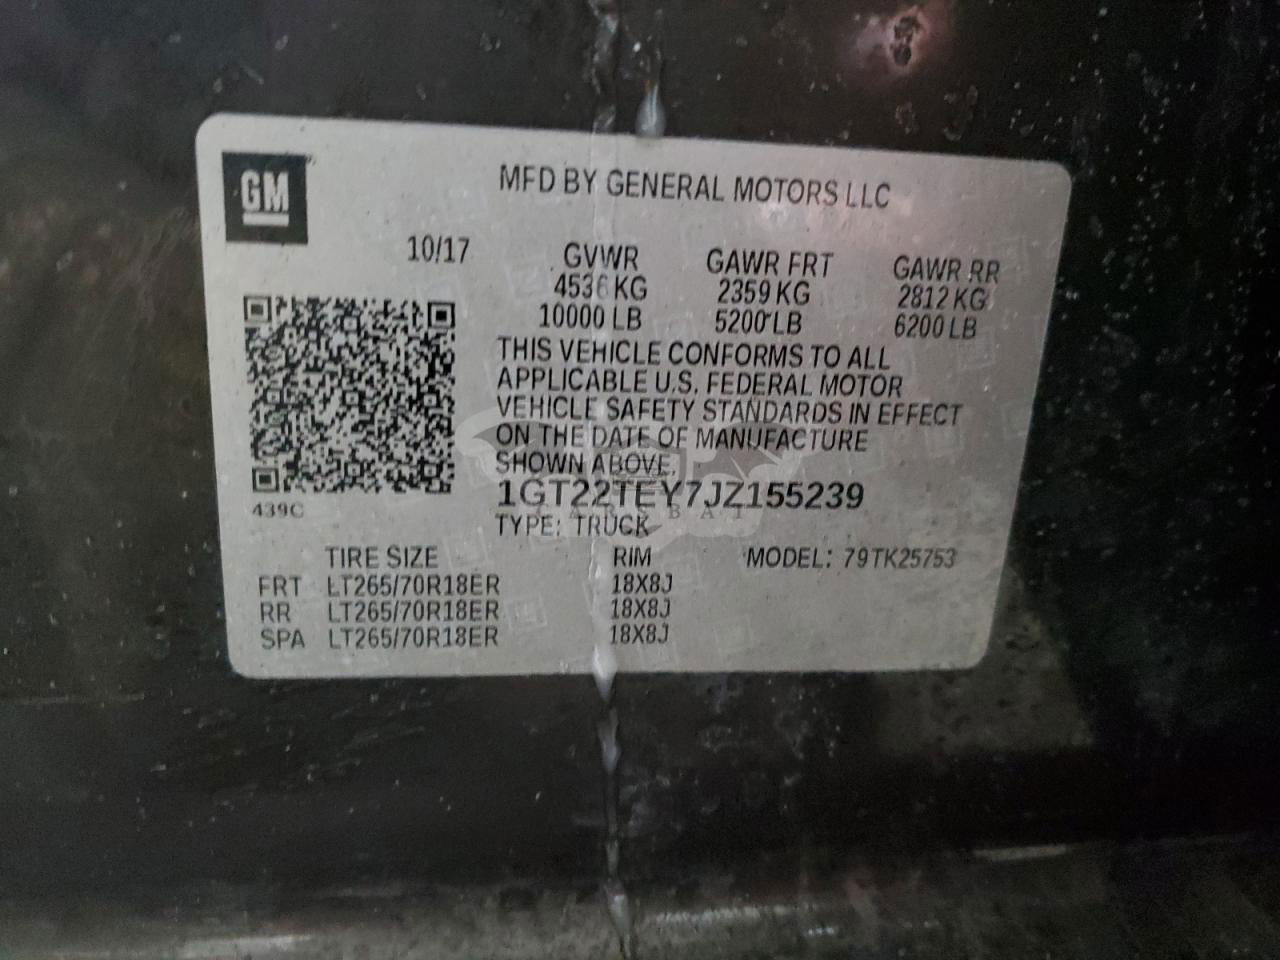 GM
MFD BY GENERAL MOTORS LLC
10/17
GVWR GAWR FRT GAWR RR
4536 KG 2359 KG 2812 KG
10000 LB 5200 LB 6200 LB
THIS VEHICLE CONFORMS TO ALL
APPLICABLE U.S. FEDERAL MOTOR
VEHICLE SAFETY STANDARDS IN EFFECT
ON THE DATE OF MANUFACTURE
SHOWN ABOVE.
1GT22TEY7JZ155239
CARSBAT
439C
TYPE: TRUCK
TIRE SIZE RIM MODEL: 79TK25753
FRT LT265/70R18ER 18X8J
RR LT265/70R18ER 18X8J
SPA LT265/70R18ER 18X8J